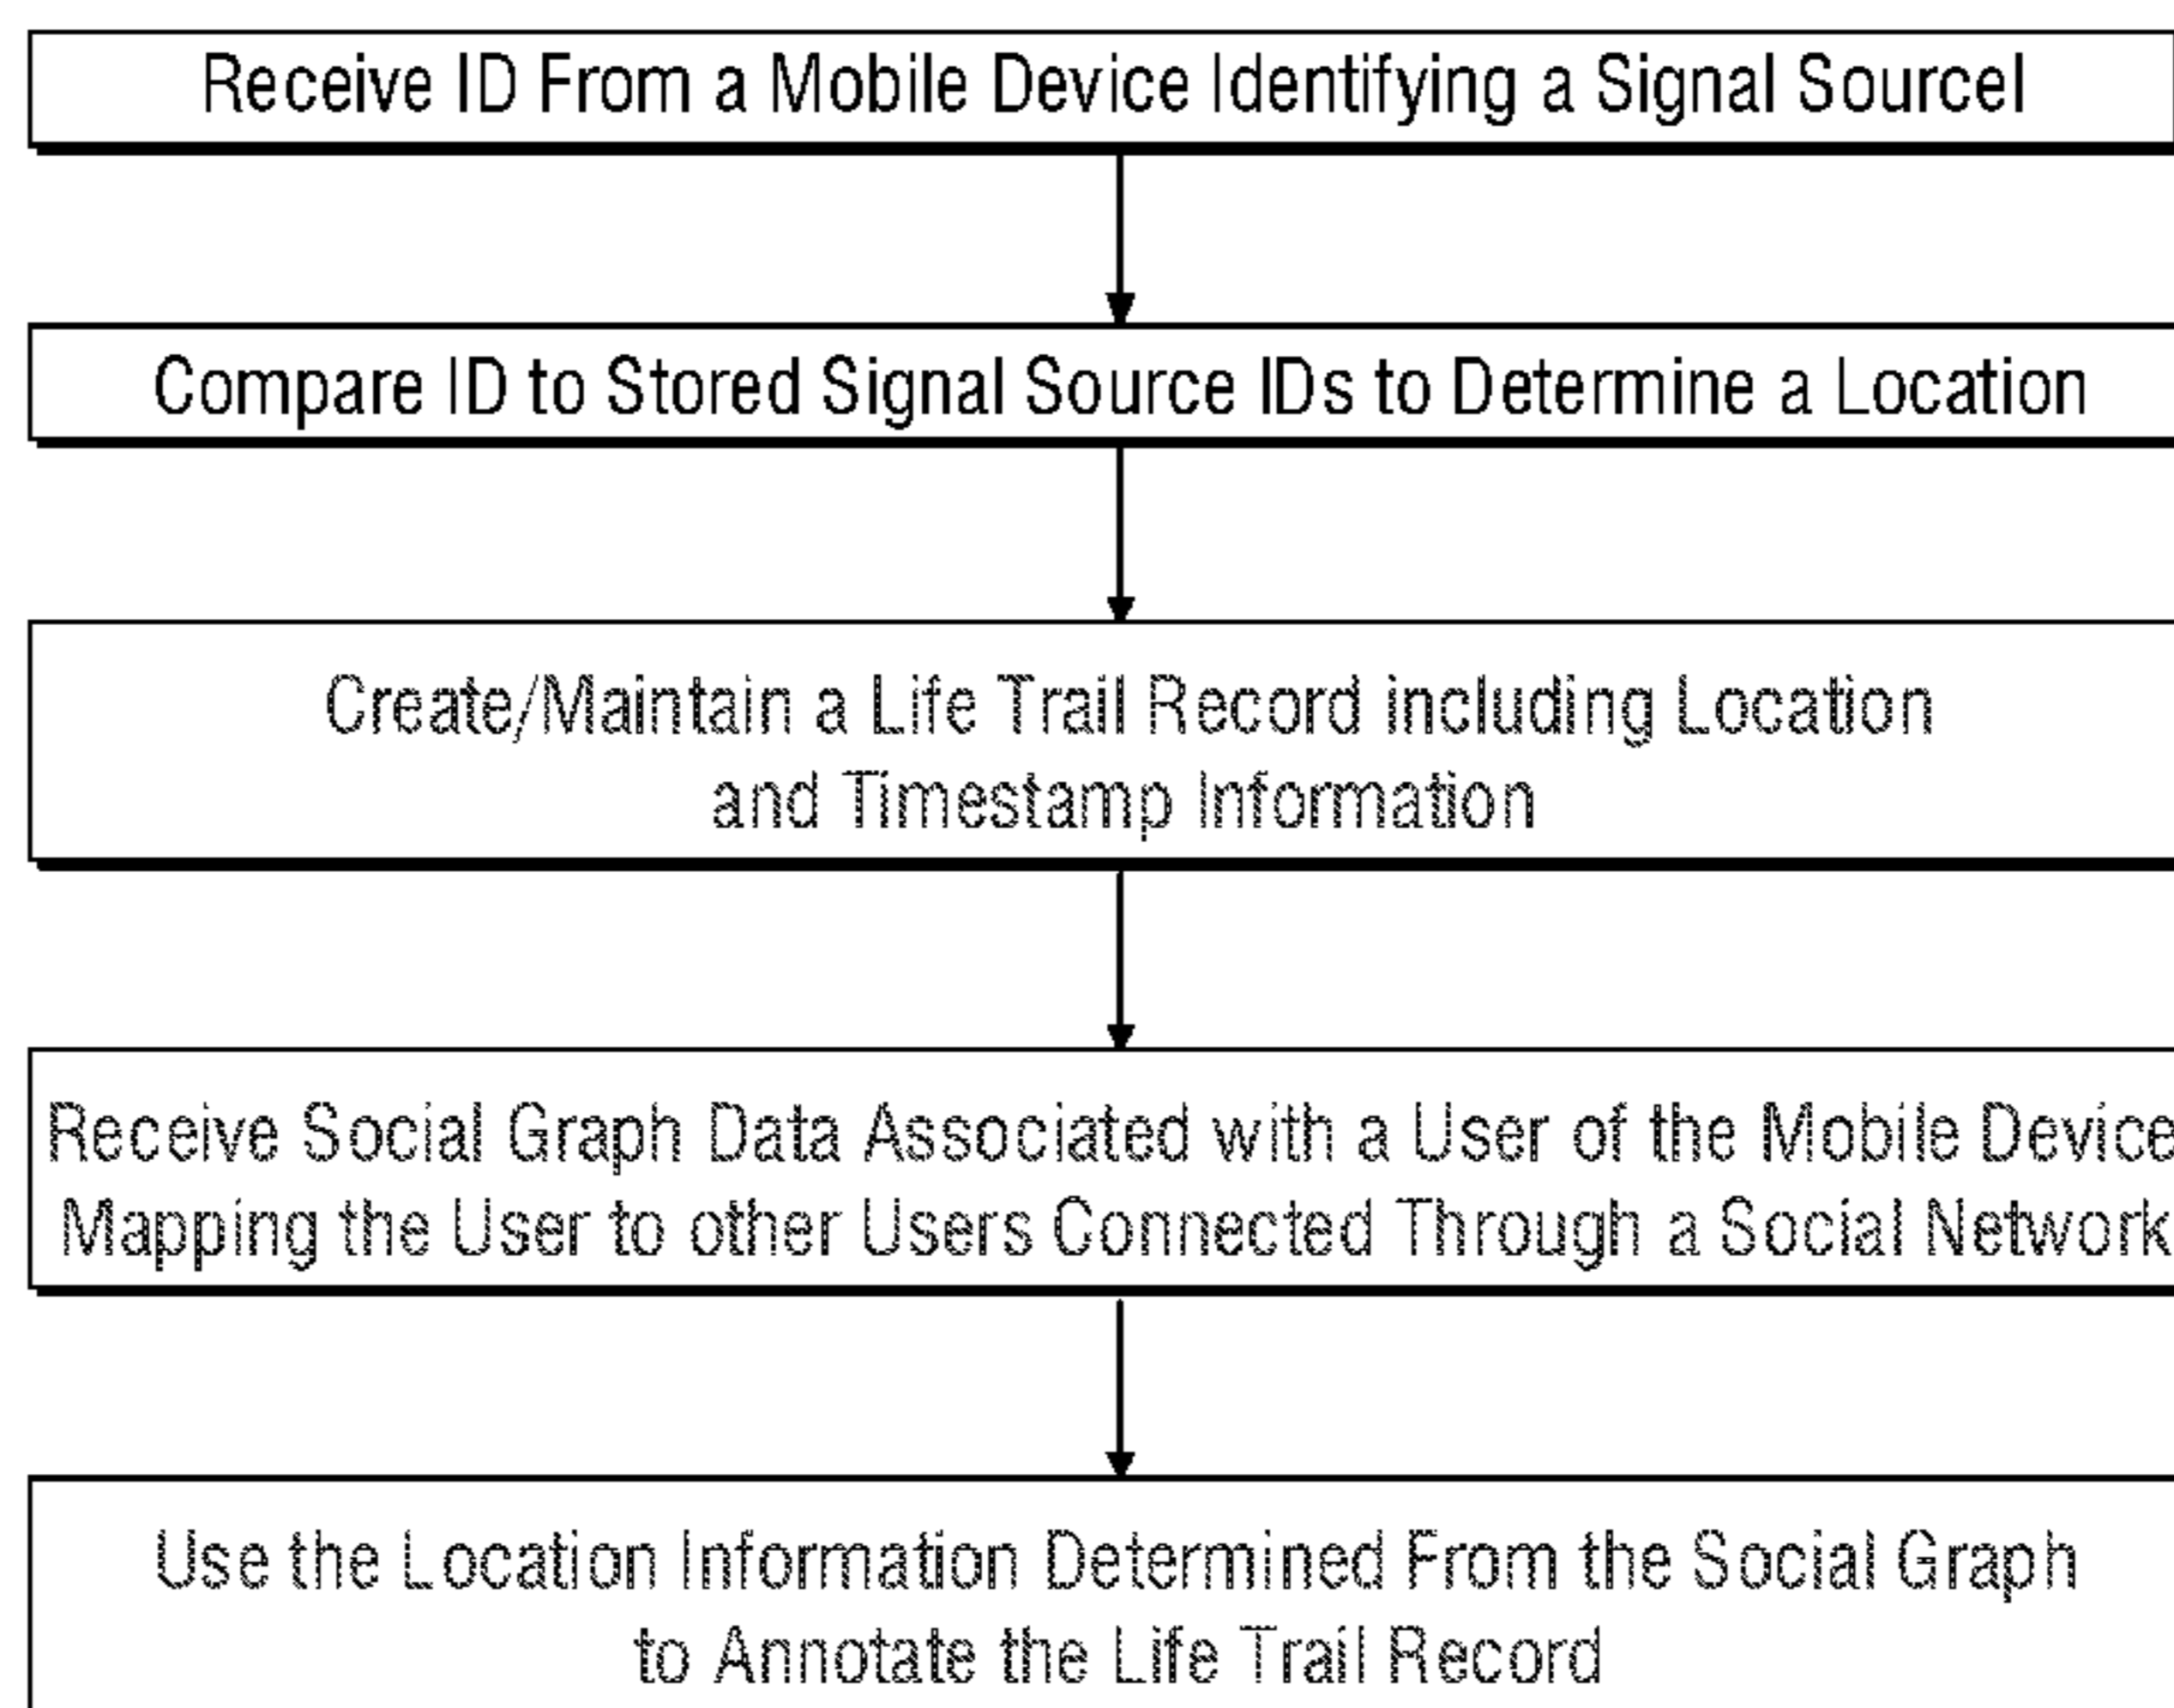 Receive ID From a Mobile Device Identifying a Signal Sourcel
Compare ID to Stored Signal Source IDs to Determine a Location
Create/Maintain a Life Trail Record including Location
and Timestamp Information
Receive Social Graph Data Associated with a User of the Mobile Device
Mapping the User to other Users Connected Through a Social Network
Use the Location Information Determined From the Social Graph
to Annotate the Life Trail Record